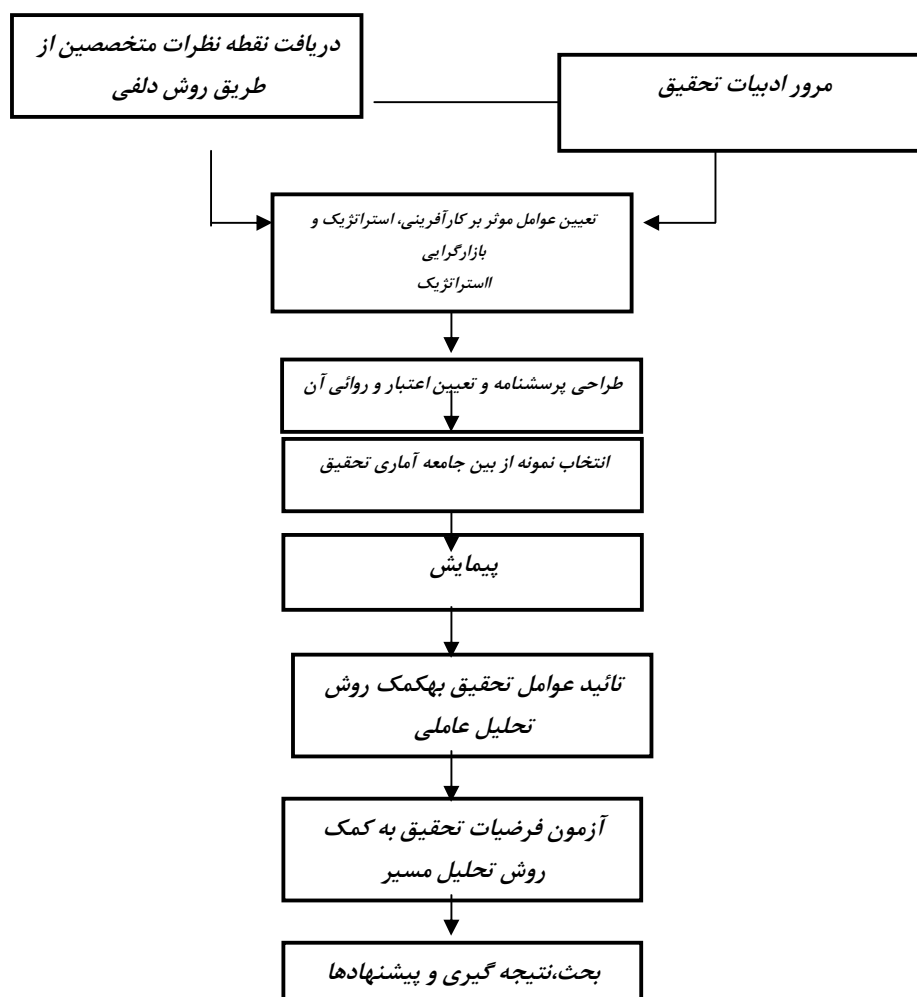 دریافت نقطه نظرات متخصصین از
طریق روش دلفی
مرور ادبیات تحقیق
تعیین عوامل موثر بر کارآفرینی، استراتژیک و
بازارگرایی
ااستراتژیک
طراحی پرسشنامه و تعیین اعتبار و روائی آن
انتخاب نمونه از بین جامعه آماری تحقیق
پیمایش
تائید عوامل تحقیق بهکمک روش
تحلیل عاملی
آزمون فرضیات تحقیق به کمک
روش تحلیل مسیر
بحث،نتیجه گیری و پیشنهادها